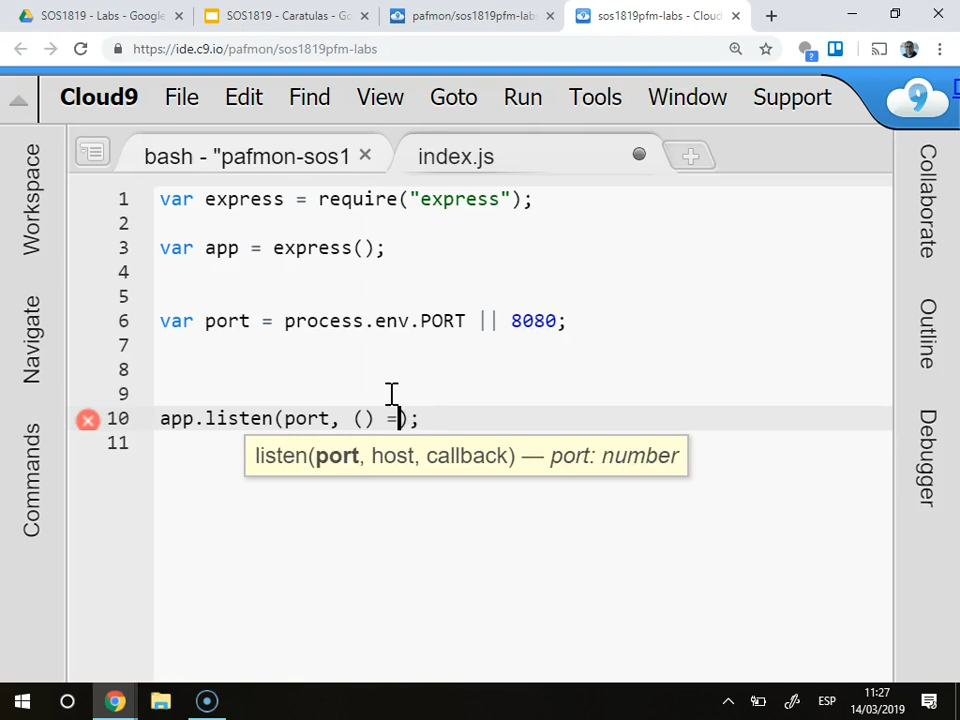 SOS1819 - Labs - Google
SOS1819 - Caratulas - Go
pafmon/sos1819pfm-labs
sos1819pfm-labs - Cloud
https://ide.c9.io/pafmon/sos1819pfm-labs
Cloud9 File Edit Find View Goto Run Tools Window Support
bash - "pafmon-sos1
index.js
Workspace
Navigate
Commands
1 var express = require("express");
2
3 var app = express();
4
5
6 var port = process.env.PORT || 8080;
7
8
9
10 app.listen(port, () =);
11
listen(port, host, callback) — port: number
Collaborate
Outline
Debugger
ESP
11:27
14/03/2019